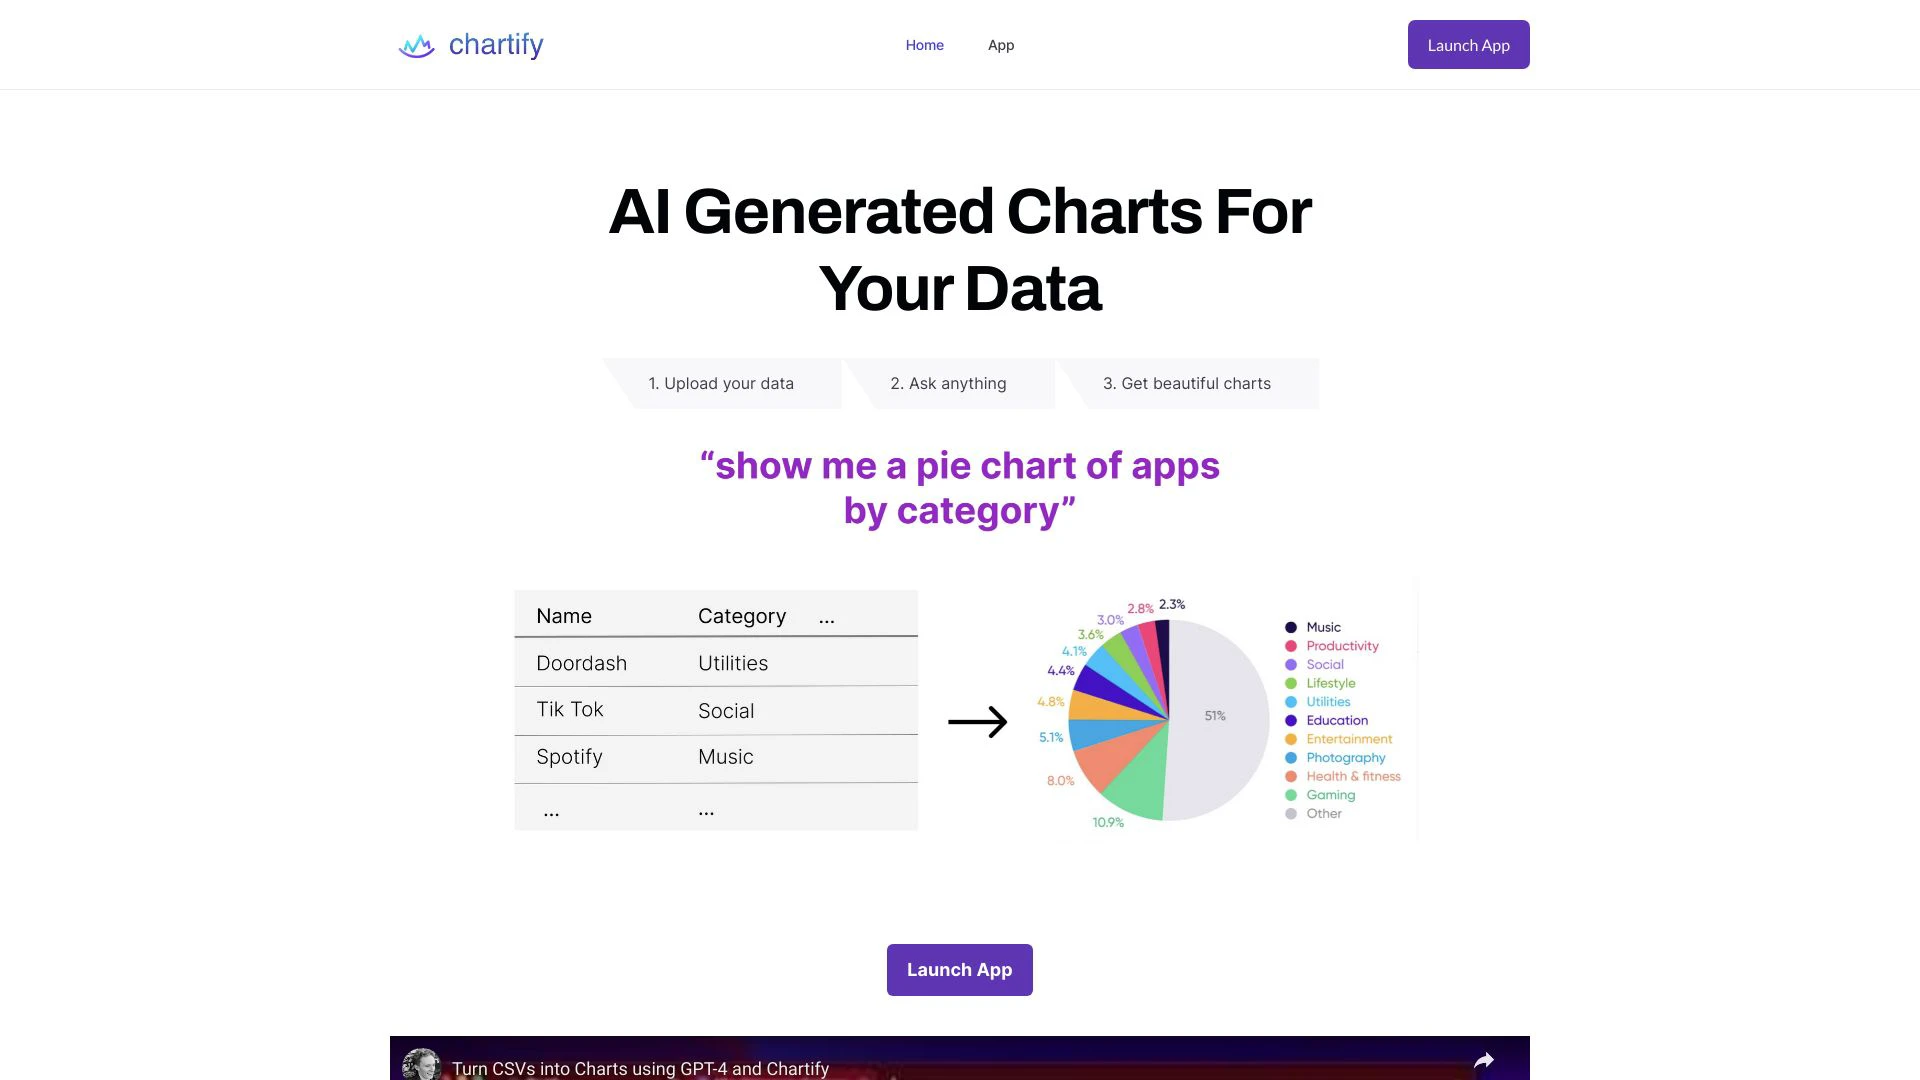 chartify
Home
App
Launch App
AI Generated Charts For
Your Data
1. Upload your data
2. Ask anything
3. Get beautiful charts
“show me a pie chart of apps
by category”
Name Category ...
Doordash Utilities
Tik Tok Social
Spotify Music
... ...
2.3%
2.8%
3.0%
3.6%
4.1%
4.4%
4.8%
5.1%
8.0%
10.9%
51%
Music
Productivity
Social
Lifestyle
Utilities
Education
Entertainment
Photography
Health & fitness
Gaming
Other
Launch App
Turn CSVs into Charts using GPT-4 and Chartify